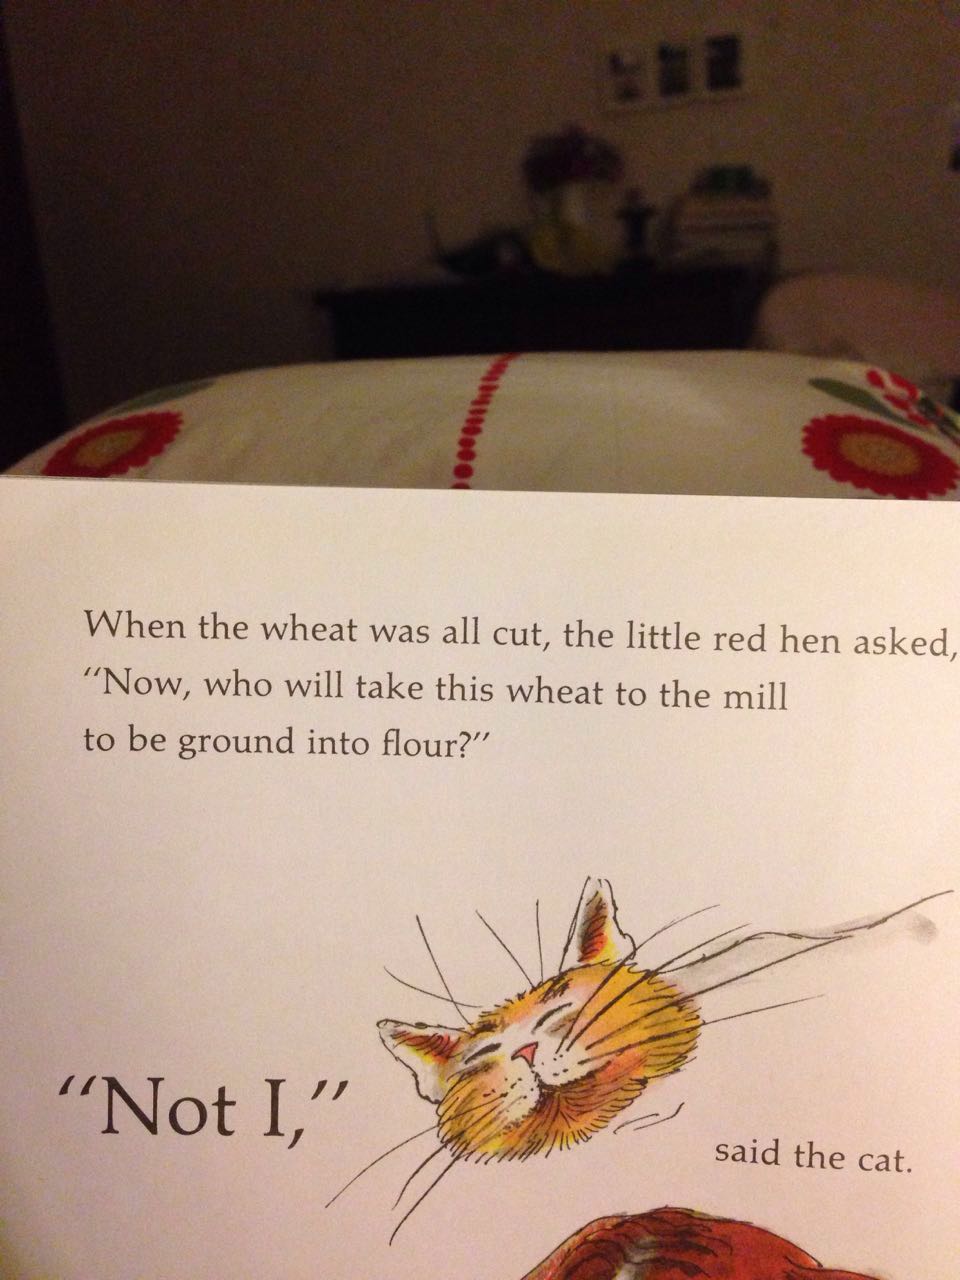 When the wheat was all cut, the little red hen asked,
“Now, who will take this wheat to the mill
to be ground into flour?”
“Not I,”
said the cat.